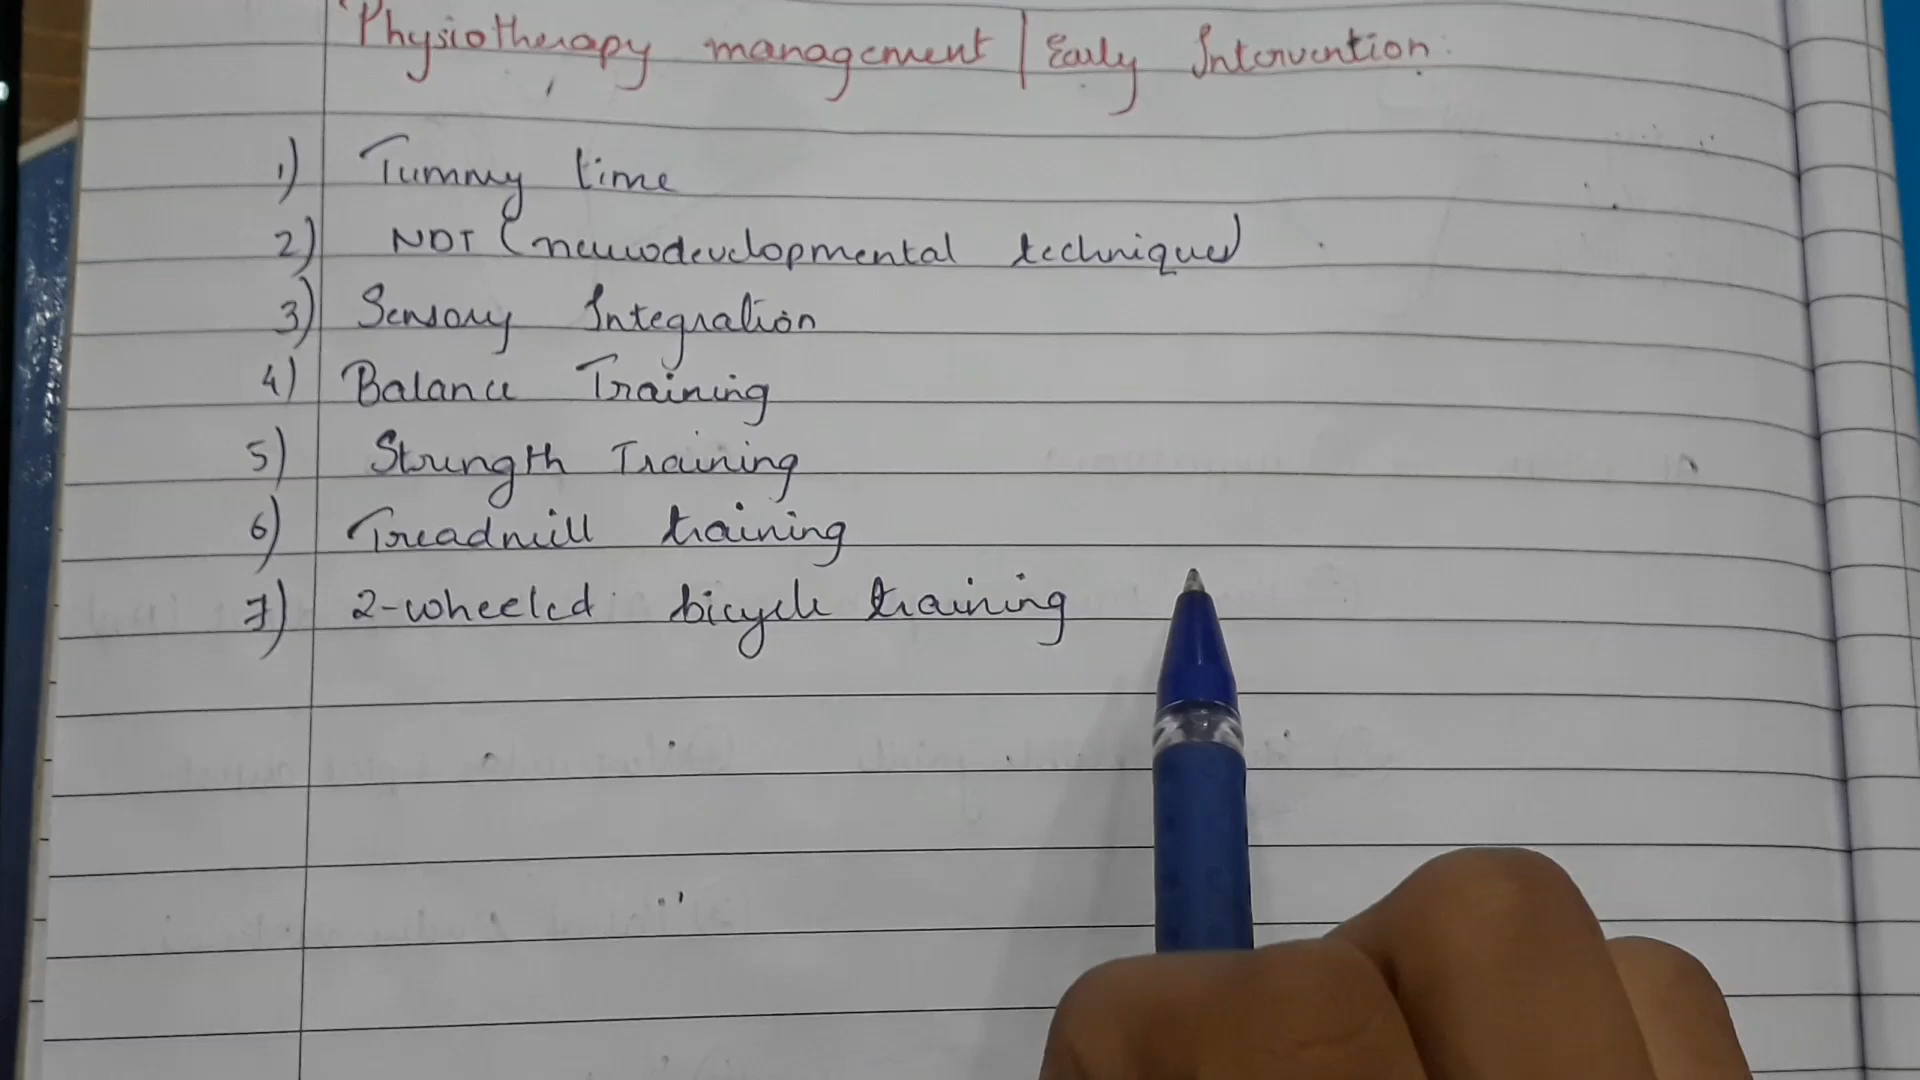 Physiotherapy management | Early Intervention.
1) Tummy time
2) NDT (neurodevelopmental techniques)
3) Sensory Integration
4) Balance Training
5) Strength Training
6) Treadmill training
7) 2-wheeled bicycle training